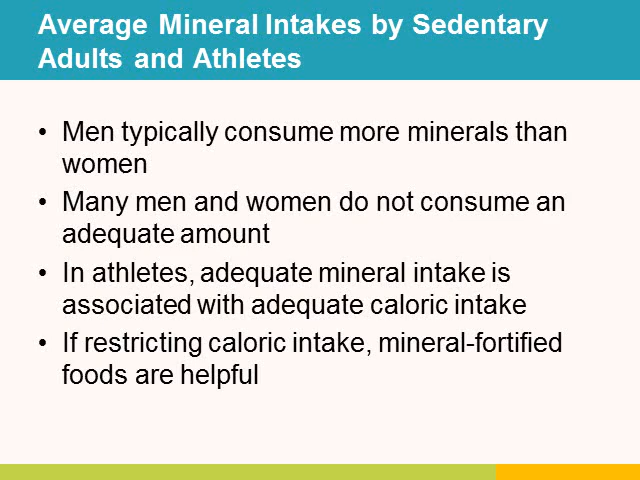 Average Mineral Intakes by Sedentary
Adults and Athletes
• Men typically consume more minerals than
women
• Many men and women do not consume an
adequate amount
• In athletes, adequate mineral intake is
associated with adequate caloric intake
• If restricting caloric intake, mineral-fortified
foods are helpful